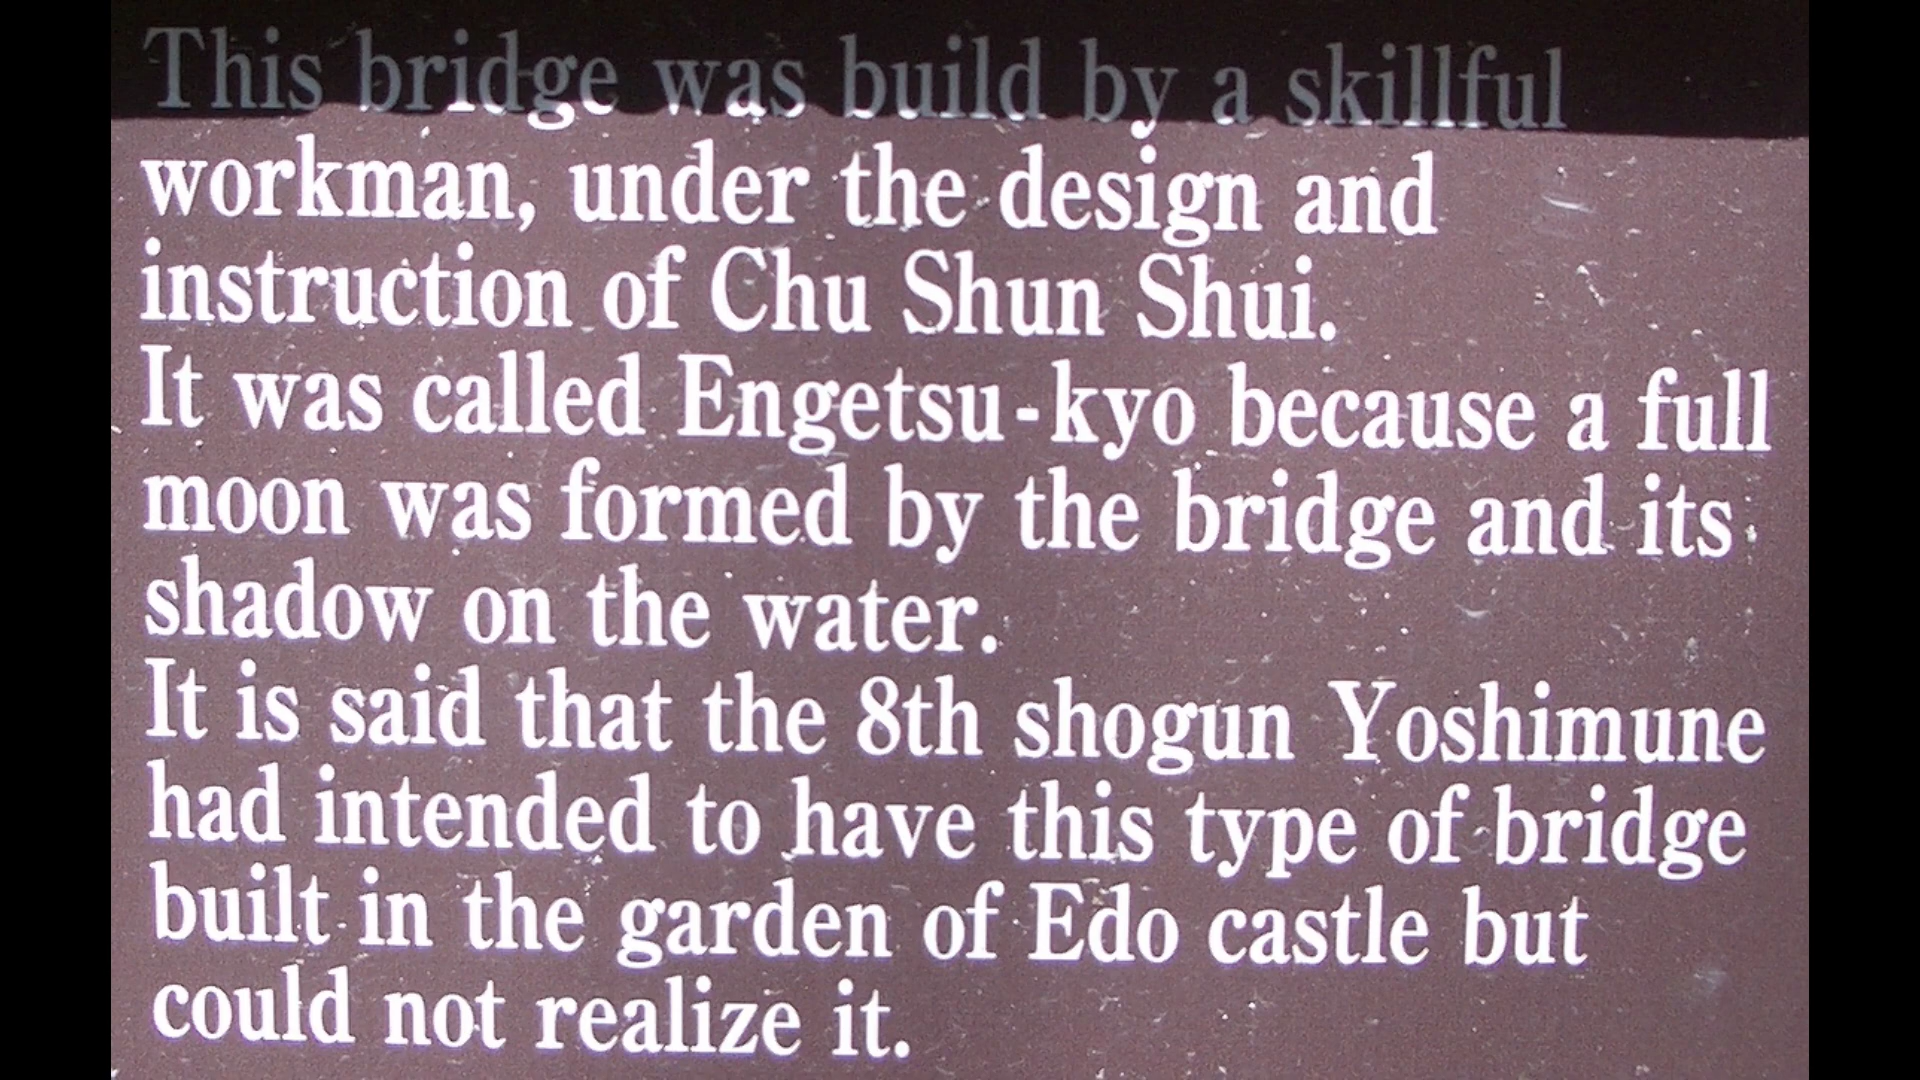 This bridge was build by a skillful
workman, under the design and
instruction of Chu Shun Shui.
It was called Engetsu-kyo because a full
moon was formed by the bridge and its
shadow on the water.
It is said that the 8th shogun Yoshimune
had intended to have this type of bridge
built in the garden of Edo castle but
could not realize it.